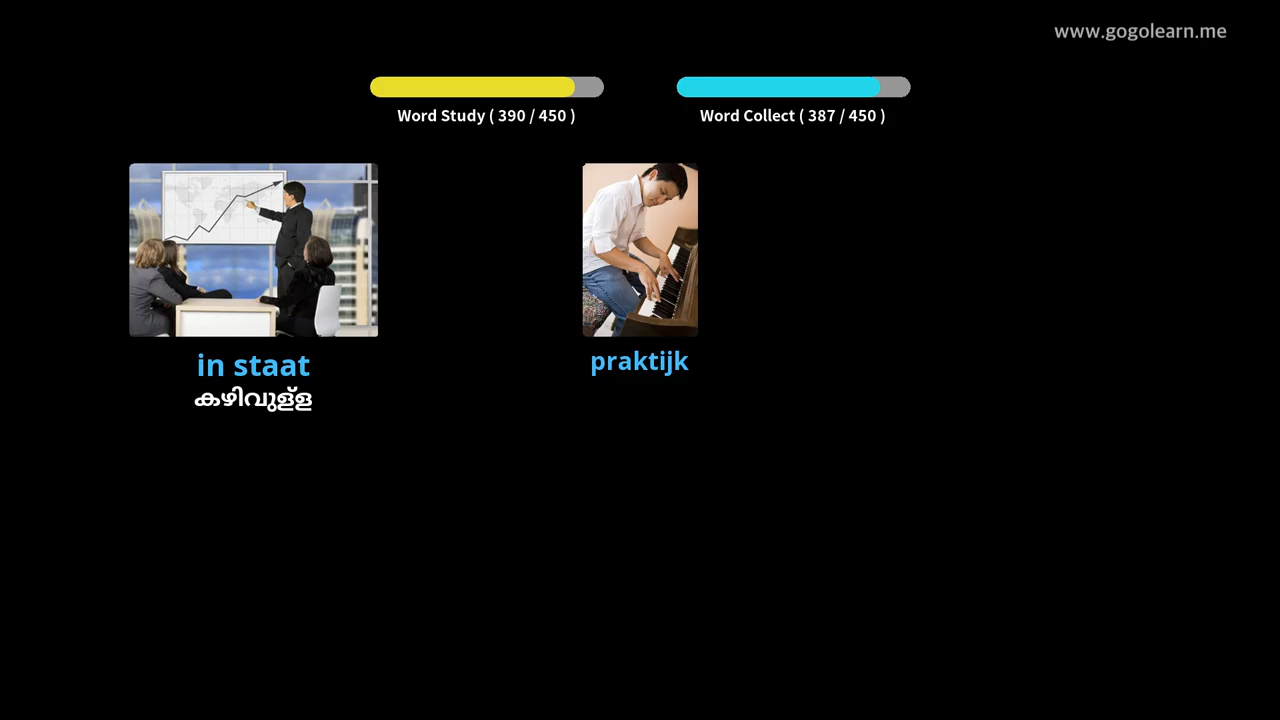 www.gogolearn.me
Word Study ( 390 / 450 )
Word Collect ( 387 / 450 )
in staat
കഴിവുള്ള
praktijk